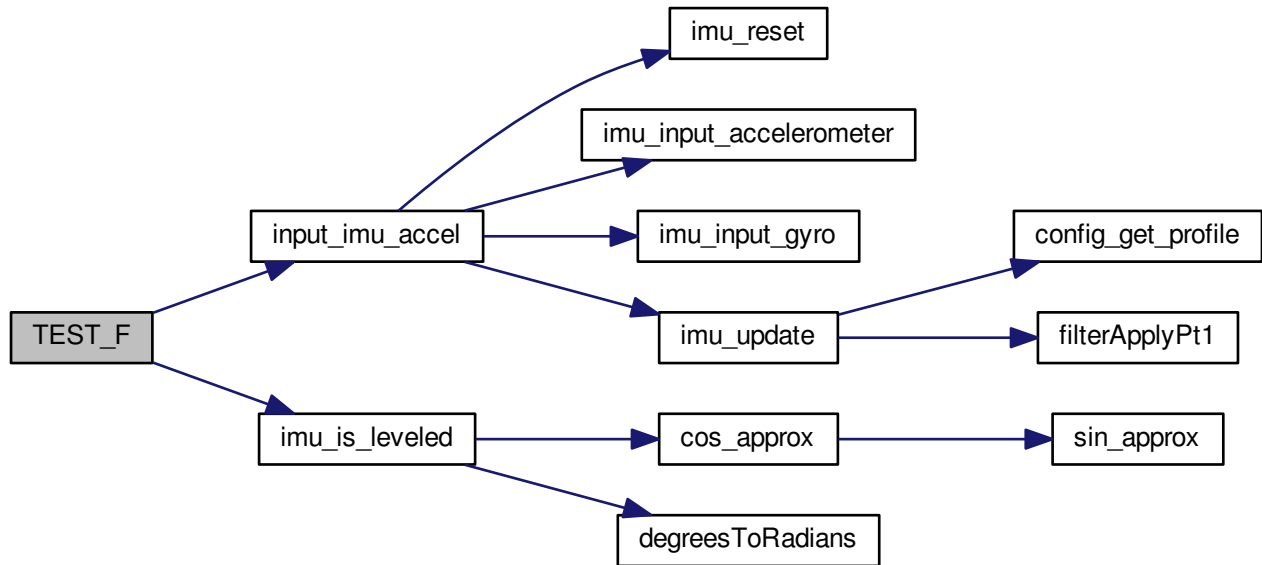 imu_reset
imu_input_accelerometer
input_imu_accel
imu_input_gyro
config_get_profile
TEST_F
imu_update
filterApplyPt1
imu_is_leveled
cos_approx
sin_approx
degreesToRadians